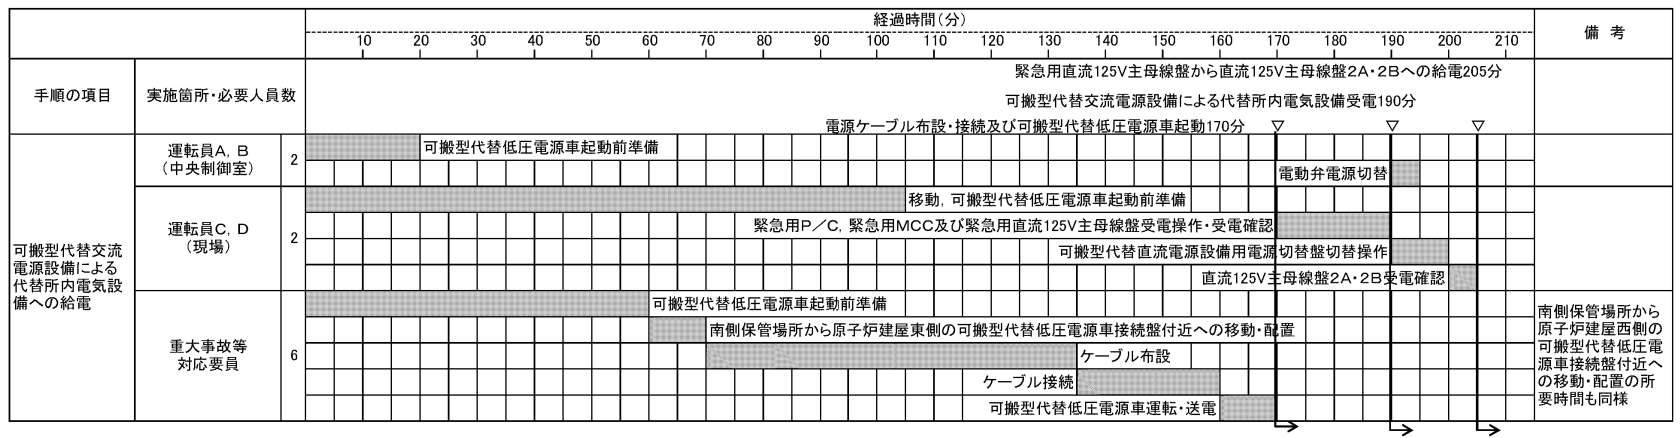 経過時間(分)
備 考
10 20 30 40 50 60 70 80 90 100 110 120 130 140 150 160 170 180 190 200 210
手順の項目
実施箇所・必要人員数
緊急用直流125V主母線盤から直流125V主母線盤2A・2Bへの給電205分
可搬型代替交流電源設備による代替所内電気設備受電190分
電源ケーブル布設・接続及び可搬型代替低圧電源車起動170分
▽ ▽ ▽
可搬型代替交流
電源設備による
代替所内電気設
備への給電
運転員A,B
(中央制御室)
2
可搬型代替低圧電源車起動前準備
電動弁電源切替
運転員C,D
(現場)
2
移動,可搬型代替低圧電源車起動前準備
緊急用P/C,緊急用MCC及び緊急用直流125V主母線盤受電操作・受電確認
可搬型代替直流電源設備用電源切替盤切替操作
直流125V主母線盤2A・2B受電確認
重大事故等
対応要員
6
可搬型代替低圧電源車起動前準備
南側保管場所から原子炉建屋東側の可搬型代替低圧電源車接続盤付近への移動・配置
ケーブル布設
ケーブル接続
可搬型代替低圧電源車運転・送電
南側保管場所から
原子炉建屋西側の
可搬型代替低圧電
源車接続盤付近へ
の移動・配置の所
要時間も同様